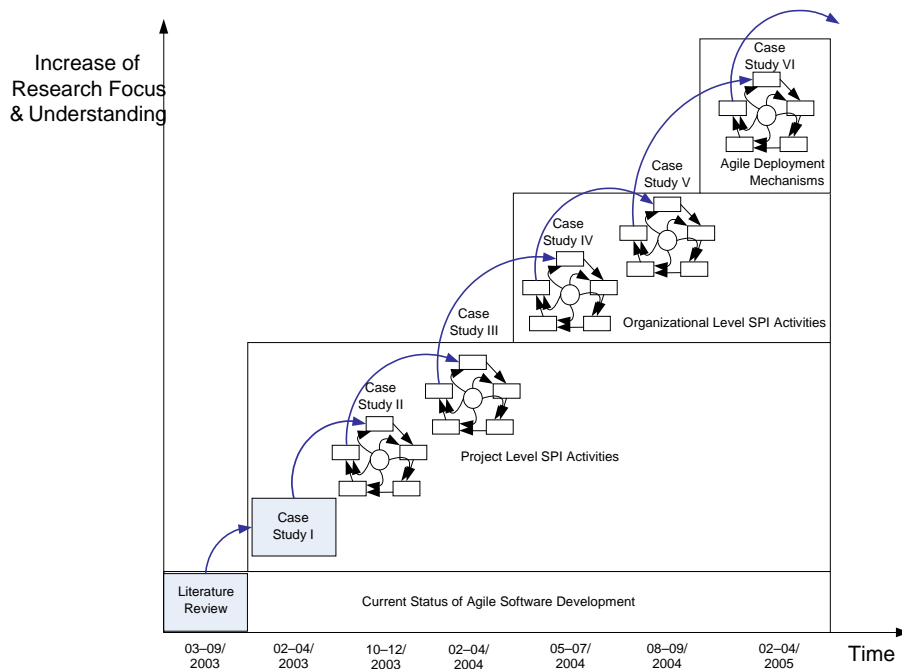 Increase of
Research Focus
& Understanding
Case
Study VI
Agile Deployment
Mechanisms
Case
Study V
Case
Study IV
Organizational Level SPI Activities
Case
Study III
Case
Study II
Project Level SPI Activities
Case
Study I
Literature
Review
Current Status of Agile Software Development
03–09/
2003
02–04/
2003
10–12/
2003
02–04/
2004
05–07/
2004
08–09/
2004
02–04/
2005
Time